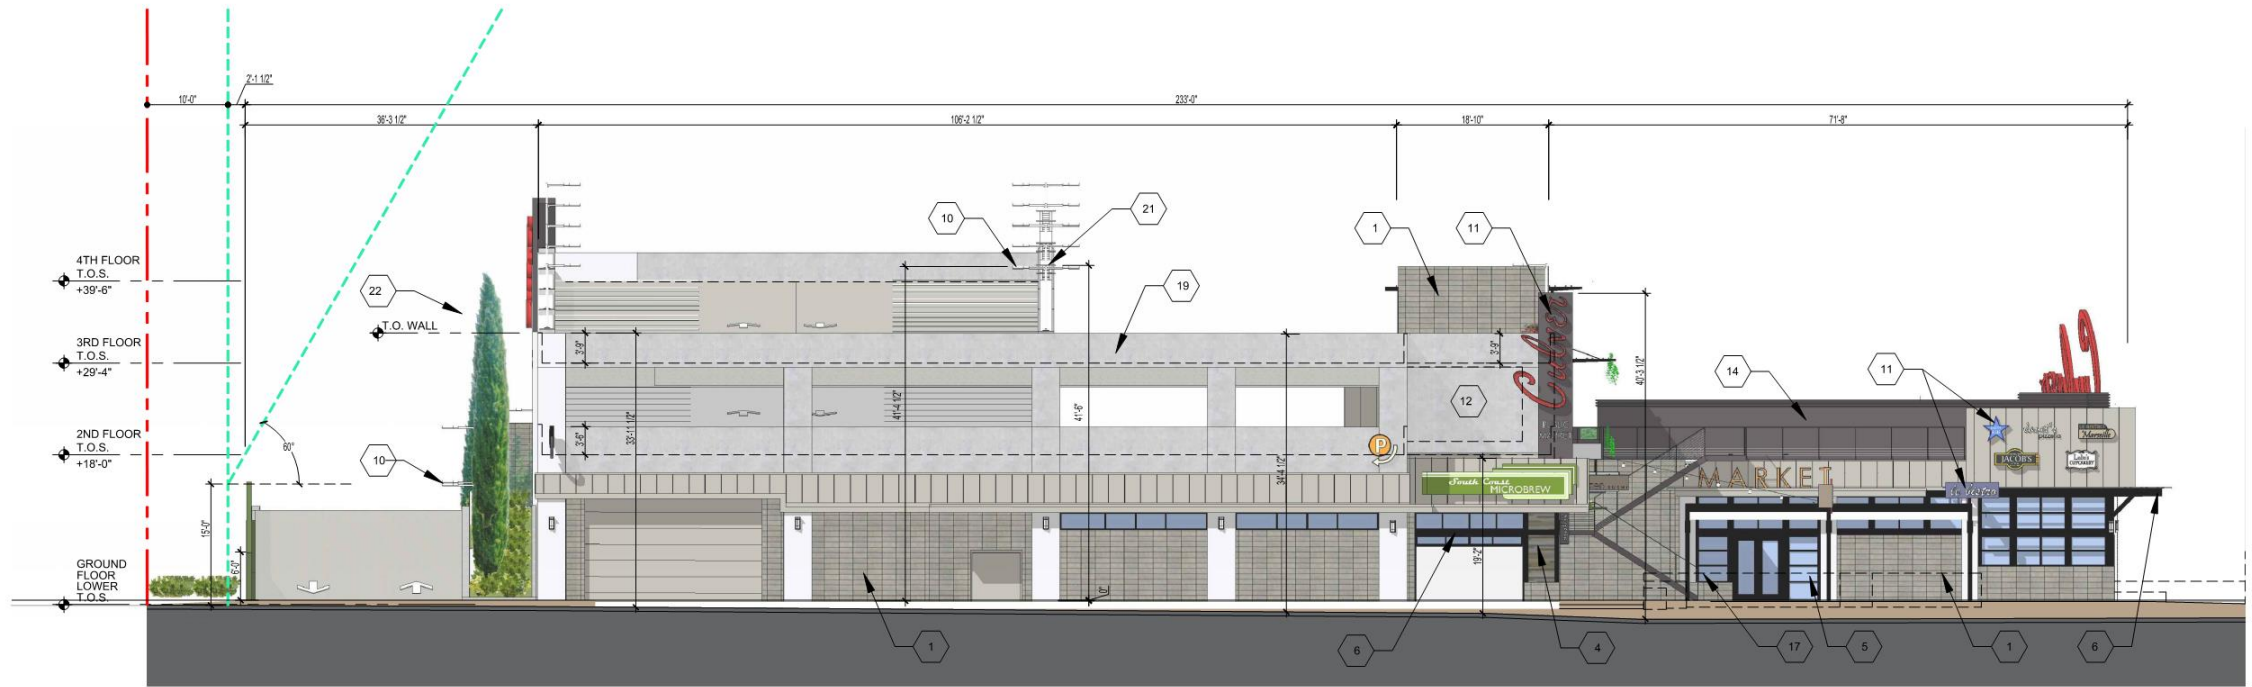 2'-1 1/2"
10'-0"
233'-0"
36'-3 1/2"
106'-2 1/2"
18'-10"
71'-8"
10
21
1
11
4TH FLOOR
T.O.S.
+39'-6"
22
19
T.O. WALL
3RD FLOOR
T.O.S.
+29'-4"
3'-9"
3'-9"
40'-3 1/2"
14
11
12
41'-4 1/2"
41'-6"
33'-11 1/2"
3'-6"
34'-4 1/2"
2ND FLOOR
T.O.S.
+18'-0"
60°
10
P
JACOB'S
MARKET
South Coast
MICROBREW
le bistro
15'-0"
6'-0"
19'-2"
GROUND
FLOOR
LOWER
T.O.S.
1
6
4
17
5
1
6